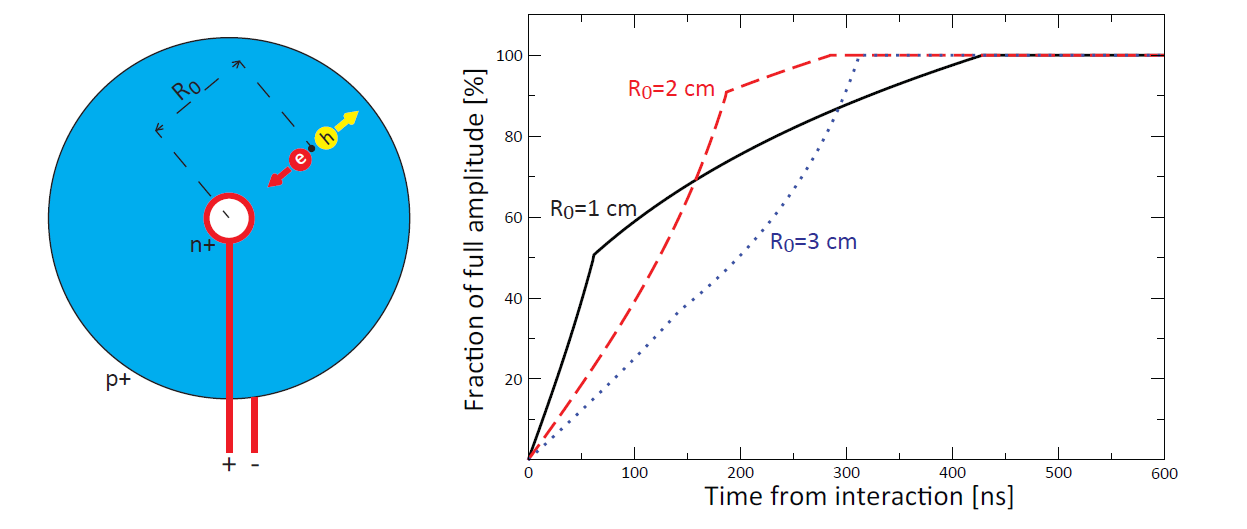 R0
e
h
n+
p+
+ -
Fraction of full amplitude [%]
100
80
60
40
20
R0=2 cm
R0=1 cm
R0=3 cm
0 100 200 300 400 500 600
Time from interaction [ns]